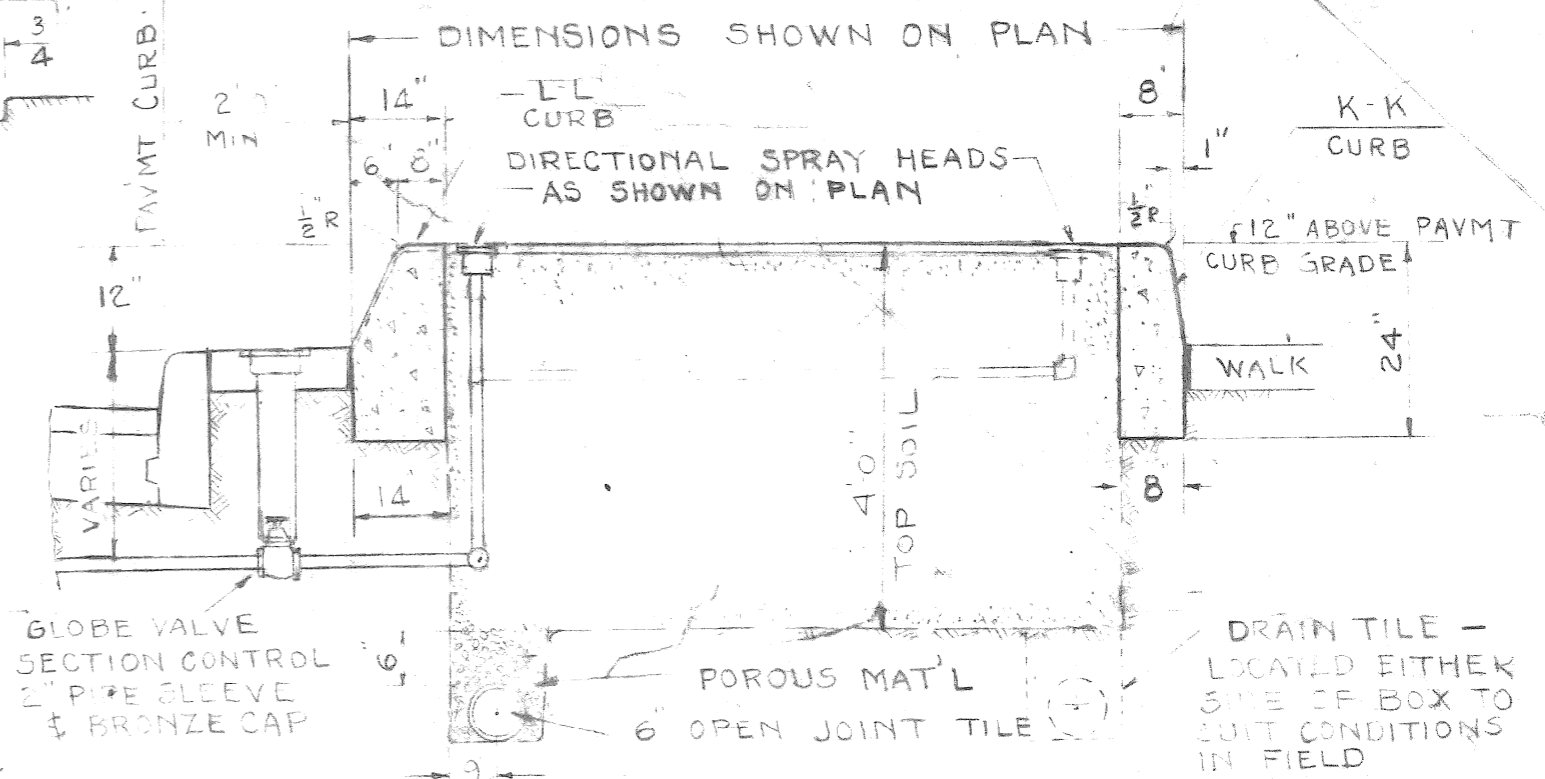 3
4
PAVMT CURB.
DIMENSIONS SHOWN ON PLAN
2'
MIN
14"
L-L
CURB
8"
K-K
CURB
1"
6" 8"
DIRECTIONAL SPRAY HEADS
AS SHOWN ON PLAN
1/2" R
1/2" R
12" ABOVE PAVMT
CURB GRADE
12"
24"
WALK
VARIES
14
4'-0"
TOP SOIL
8
GLOBE VALVE
SECTION CONTROL
2" PIPE SLEEVE
& BRONZE CAP
6"
POROUS MAT'L
6" OPEN JOINT TILE
DRAIN TILE -
LOCATED EITHER
SIDE OF BOX TO
SUIT CONDITIONS
IN FIELD
9